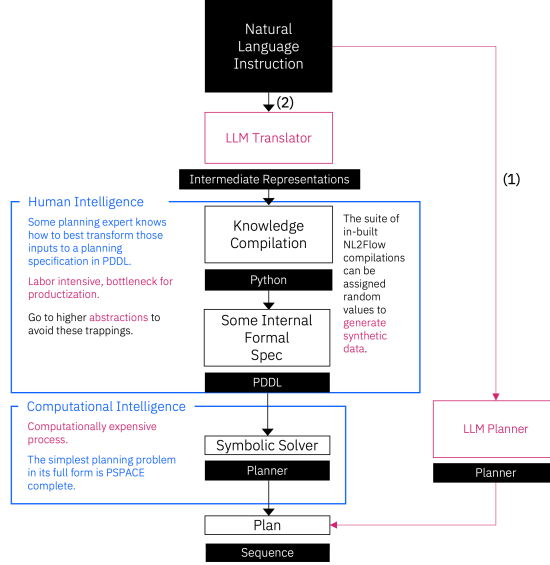 Natural
Language
Instruction
(2)
LLM Translator
Intermediate Representations
(1)
Human Intelligence
Some planning expert knows
how to best transform those
inputs to a planning
specification in PDDL.
Labor intensive, bottleneck for
productization.
Go to higher abstractions to
avoid these trappings.
Knowledge
Compilation
Python
Some Internal
Formal
Spec
PDDL
The suite of
in-built
NL2Flow
compilations
can be
assigned
random
values to
generate
synthetic
data.
Computational Intelligence
Computationally expensive
process.
The simplest planning problem
in its full form is PSPACE
complete.
Symbolic Solver
Planner
LLM Planner
Planner
Plan
Sequence